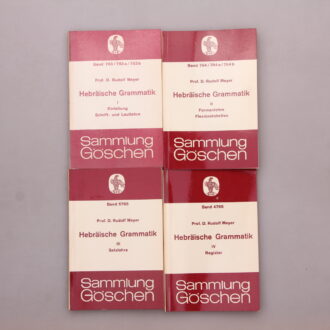 Band 763/763a/763b
Prof. D. Rudolf Meyer
Hebräische Grammatik
I
Einleitung
Schrift- und Lautlehre
Sammlung
Göschen
Band 764/764a/764b
Prof. D. Rudolf Meyer
Hebräische Grammatik
II
Formenlehre
Flexionstabellen
Sammlung
Göschen
Band 5765
Prof. D. Rudolf Meyer
Hebräische Grammatik
III
Satzlehre
Sammlung
Göschen
Band 4765
Prof. D. Rudolf Meyer
Hebräische Grammatik
IV
Register
Sammlung
Göschen